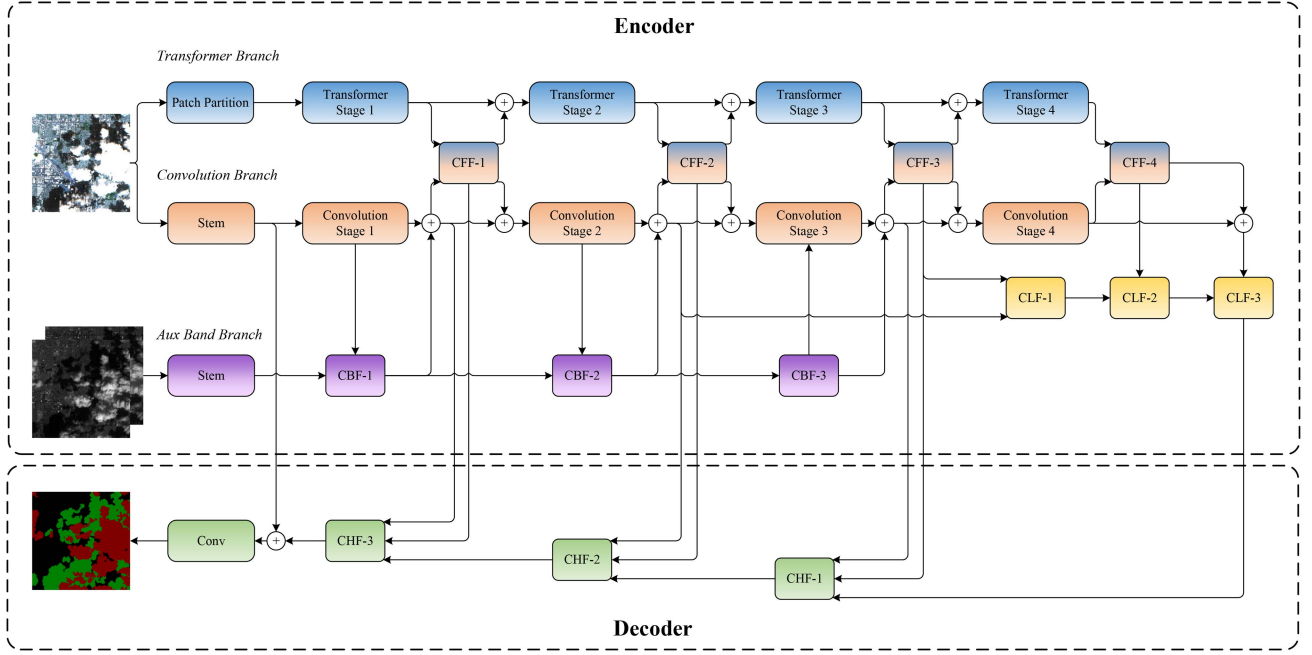 Encoder
Transformer Branch
Patch Partition
Transformer
Stage 1
+
Transformer
Stage 2
+
Transformer
Stage 3
+
Transformer
Stage 4
CFF-1
CFF-2
CFF-3
CFF-4
Convolution Branch
Stem
Convolution
Stage 1
+
+
Convolution
Stage 2
+
+
Convolution
Stage 3
+
+
Convolution
Stage 4
+
CLF-1
CLF-2
CLF-3
Aux Band Branch
Stem
CBF-1
CBF-2
CBF-3
Conv
+
CHF-3
CHF-2
CHF-1
Decoder